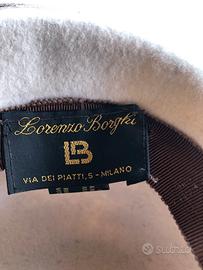 Lorenzo Borghi
LB
VIA DEI PIATTI, 5 - MILANO
subito